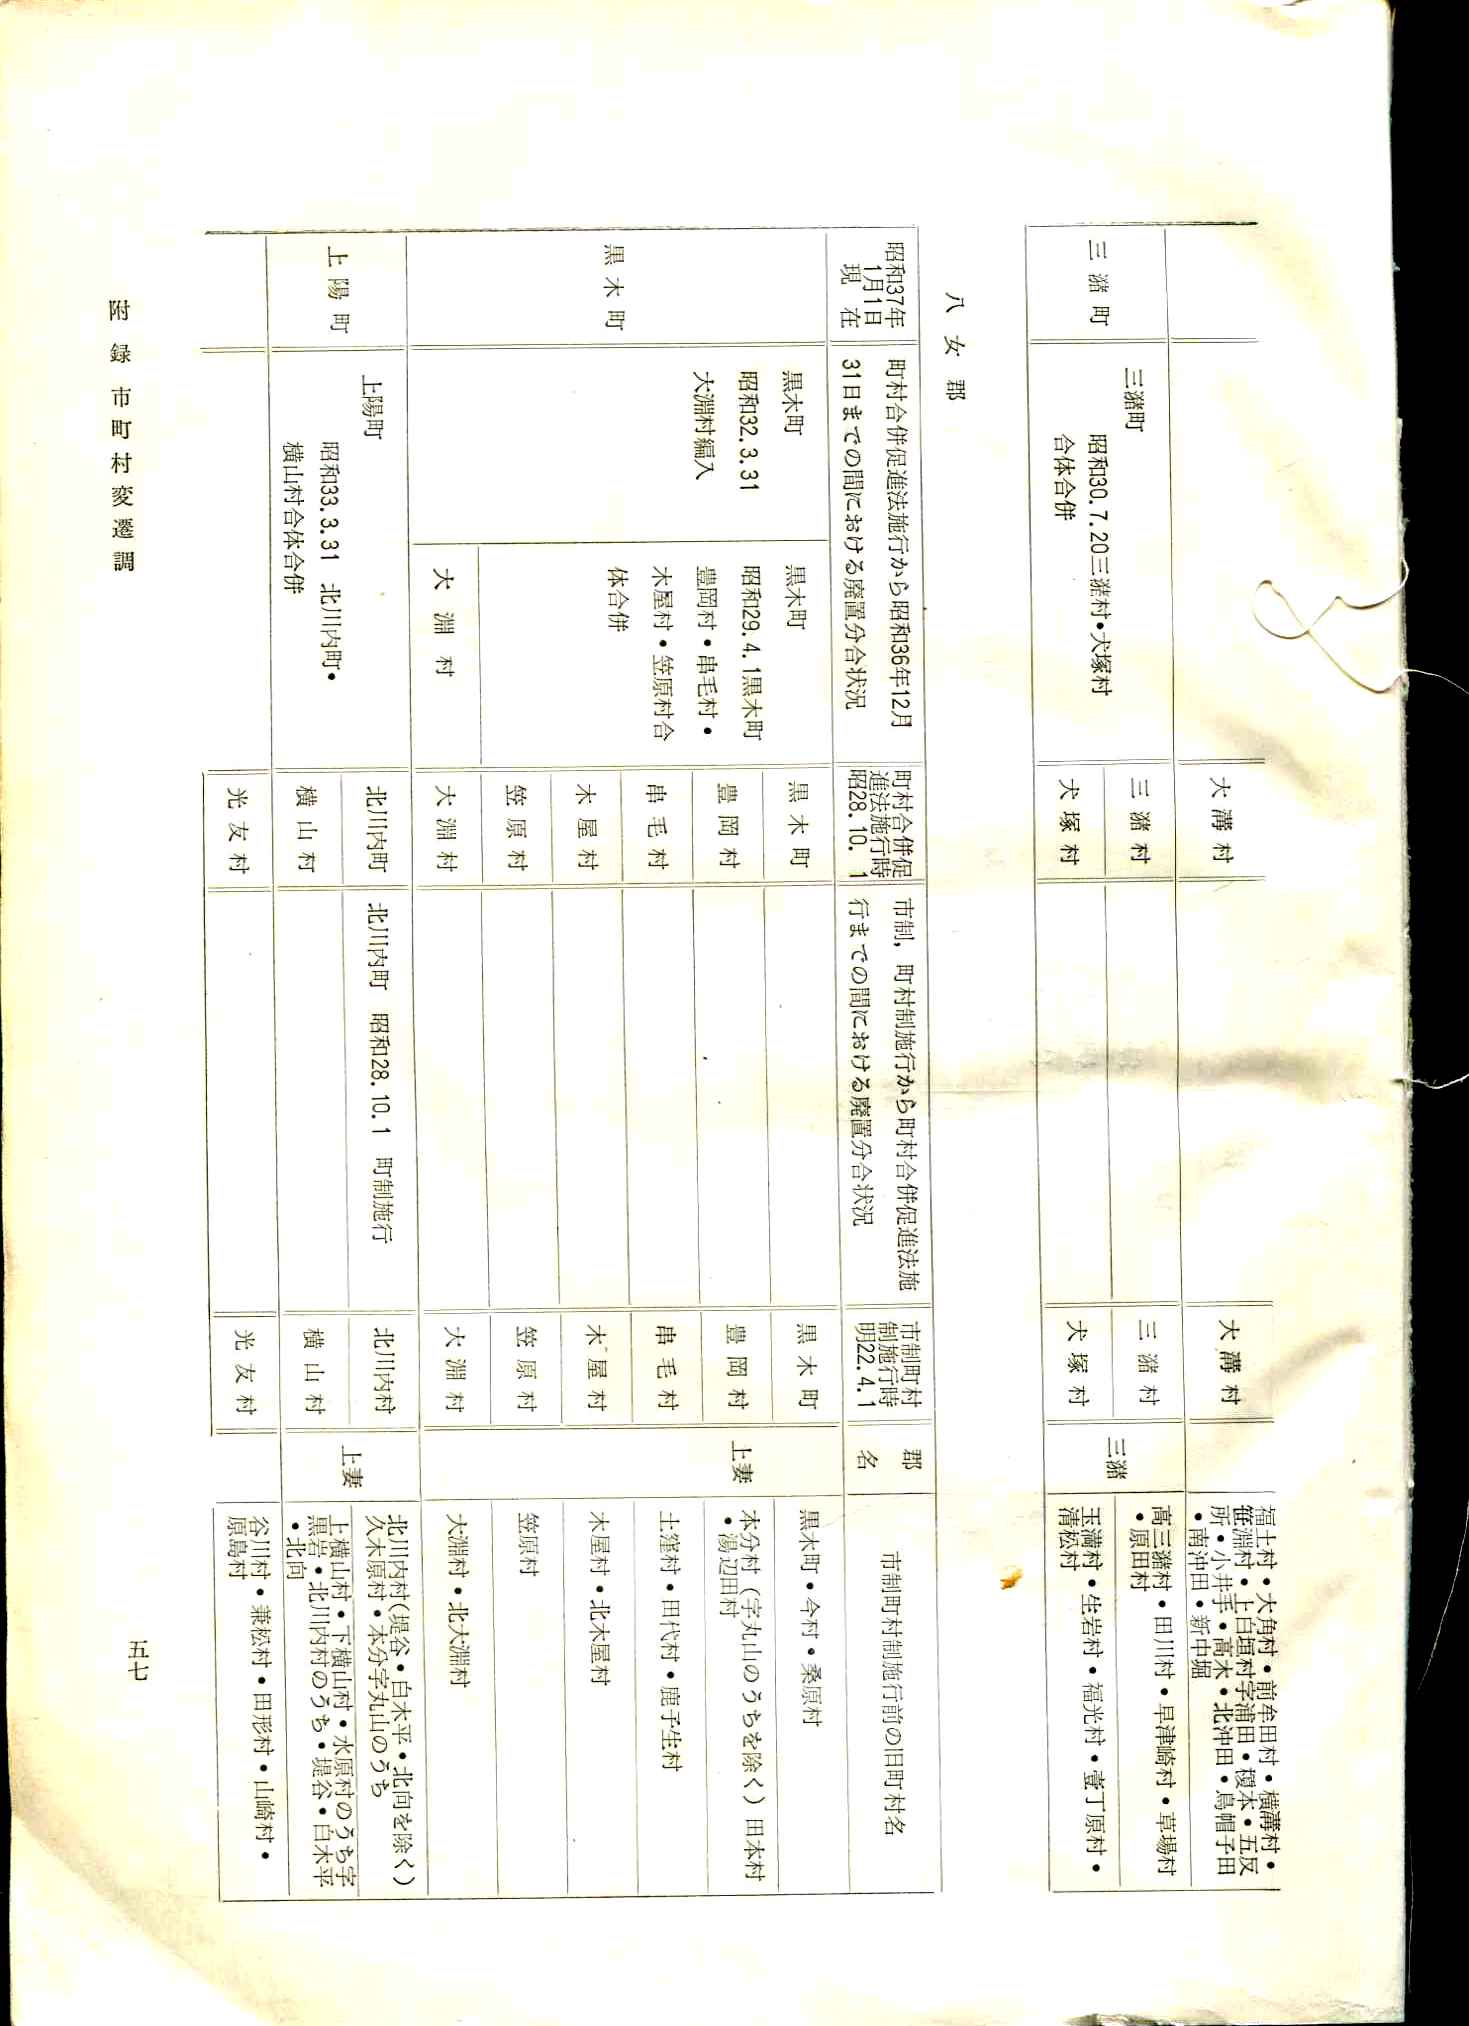 大溝村
大溝村
福土村・大角村・前牟田村・横溝村・
笹淵村・上白垣村字浦田・榎本・五反
所・小井手・高木・北沖田・烏帽子田
・南沖田・新中堀
三潴町
三潴町
昭和30.7.20三潴村・犬塚村
合体合併
三潴村
三潴村
三潴
高三潴村・田川村・早津崎村・草場村
・原田村
犬塚村
犬塚村
玉満村・生岩村・福光村・壹丁原村・
清松村
八女郡
昭和37年
1月1日
現在
町村合併促進法施行から昭和36年12月
31日までの間における廃置分合状況
町村合併促
進法施行時
昭28.10.1
市制,町村制施行から町村合併促進法施
行までの間における廃置分合状況
市制町村
制施行時
明22.4.1
郡
名
市制町村制施行前の旧町村名
黒木町
黒木町
昭和32.3.31
大淵村編入
黒木町
昭和29.4.1黒木町
豊岡村・串毛村・
木屋村・笠原村合
体合併
黒木町
黒木町
上妻
黒木町・今村・桑原村
豊岡村
豊岡村
本分村(字丸山のうちを除く)田本村
・湯辺田村
串毛村
串毛村
土窪村・田代村・鹿子生村
木屋村
木屋村
木屋村・北木屋村
笠原村
笠原村
笠原村
大淵村
大淵村
大淵村
大淵村・北大淵村
上陽町
上陽町
昭和33.3.31 北川内町・
横山村合体合併
北川内町
北川内町 昭和28.10.1 町制施行
北川内村
上妻
北川内村(堤谷・白木平・北向を除く)
久木原村・本分字丸山のうち
横山村
横山村
上横山村・下横山村・水原村のうち字
黒岩・北川内村のうち・堤谷・白木平
・北向
光友村
光友村
谷川村・兼松村・田形村・山崎村・
原島村
附録 市町村変遷調
五七